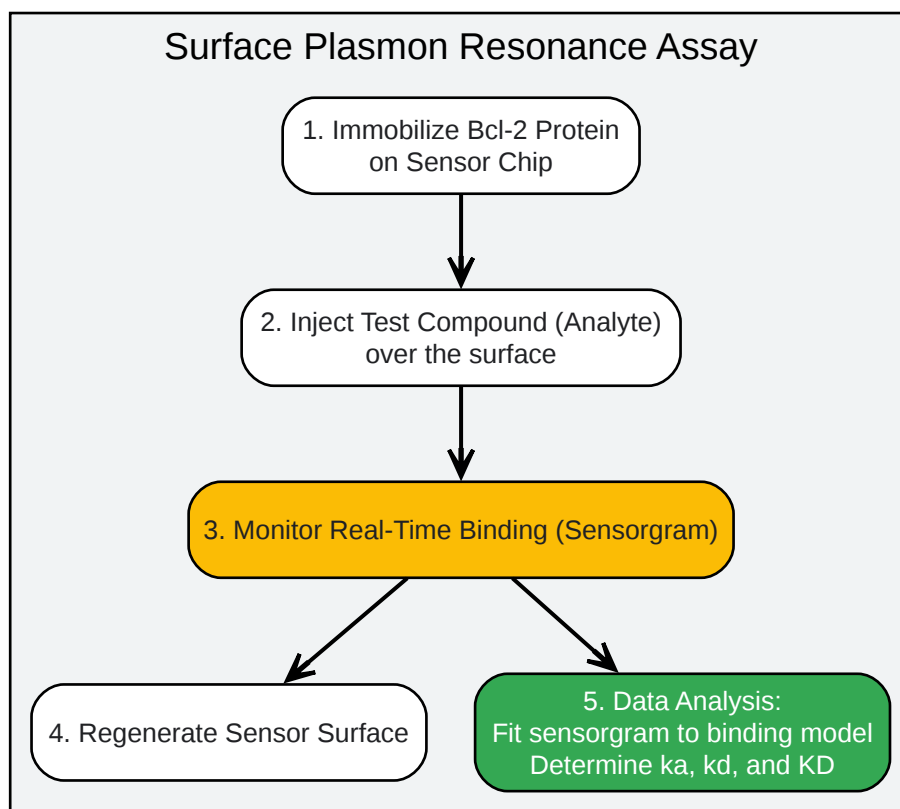 Surface Plasmon Resonance Assay
1. Immobilize Bcl-2 Protein
on Sensor Chip
2. Inject Test Compound (Analyte)
over the surface
3. Monitor Real-Time Binding (Sensorgram)
4. Regenerate Sensor Surface
5. Data Analysis:
Fit sensorgram to binding model
Determine ka, kd, and KD